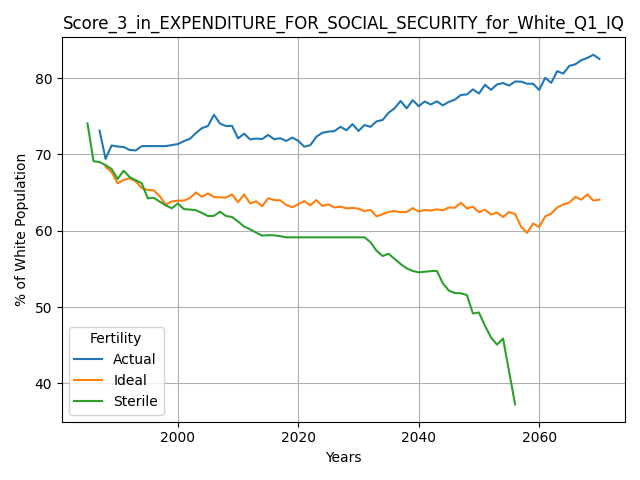 Score_3_in_EXPENDITURE_FOR_SOCIAL_SECURITY_for_White_Q1_IQ
% of White Population
80
70
60
50
40
Fertility
Actual
Ideal
Sterile
2000 2020 2040 2060
Years